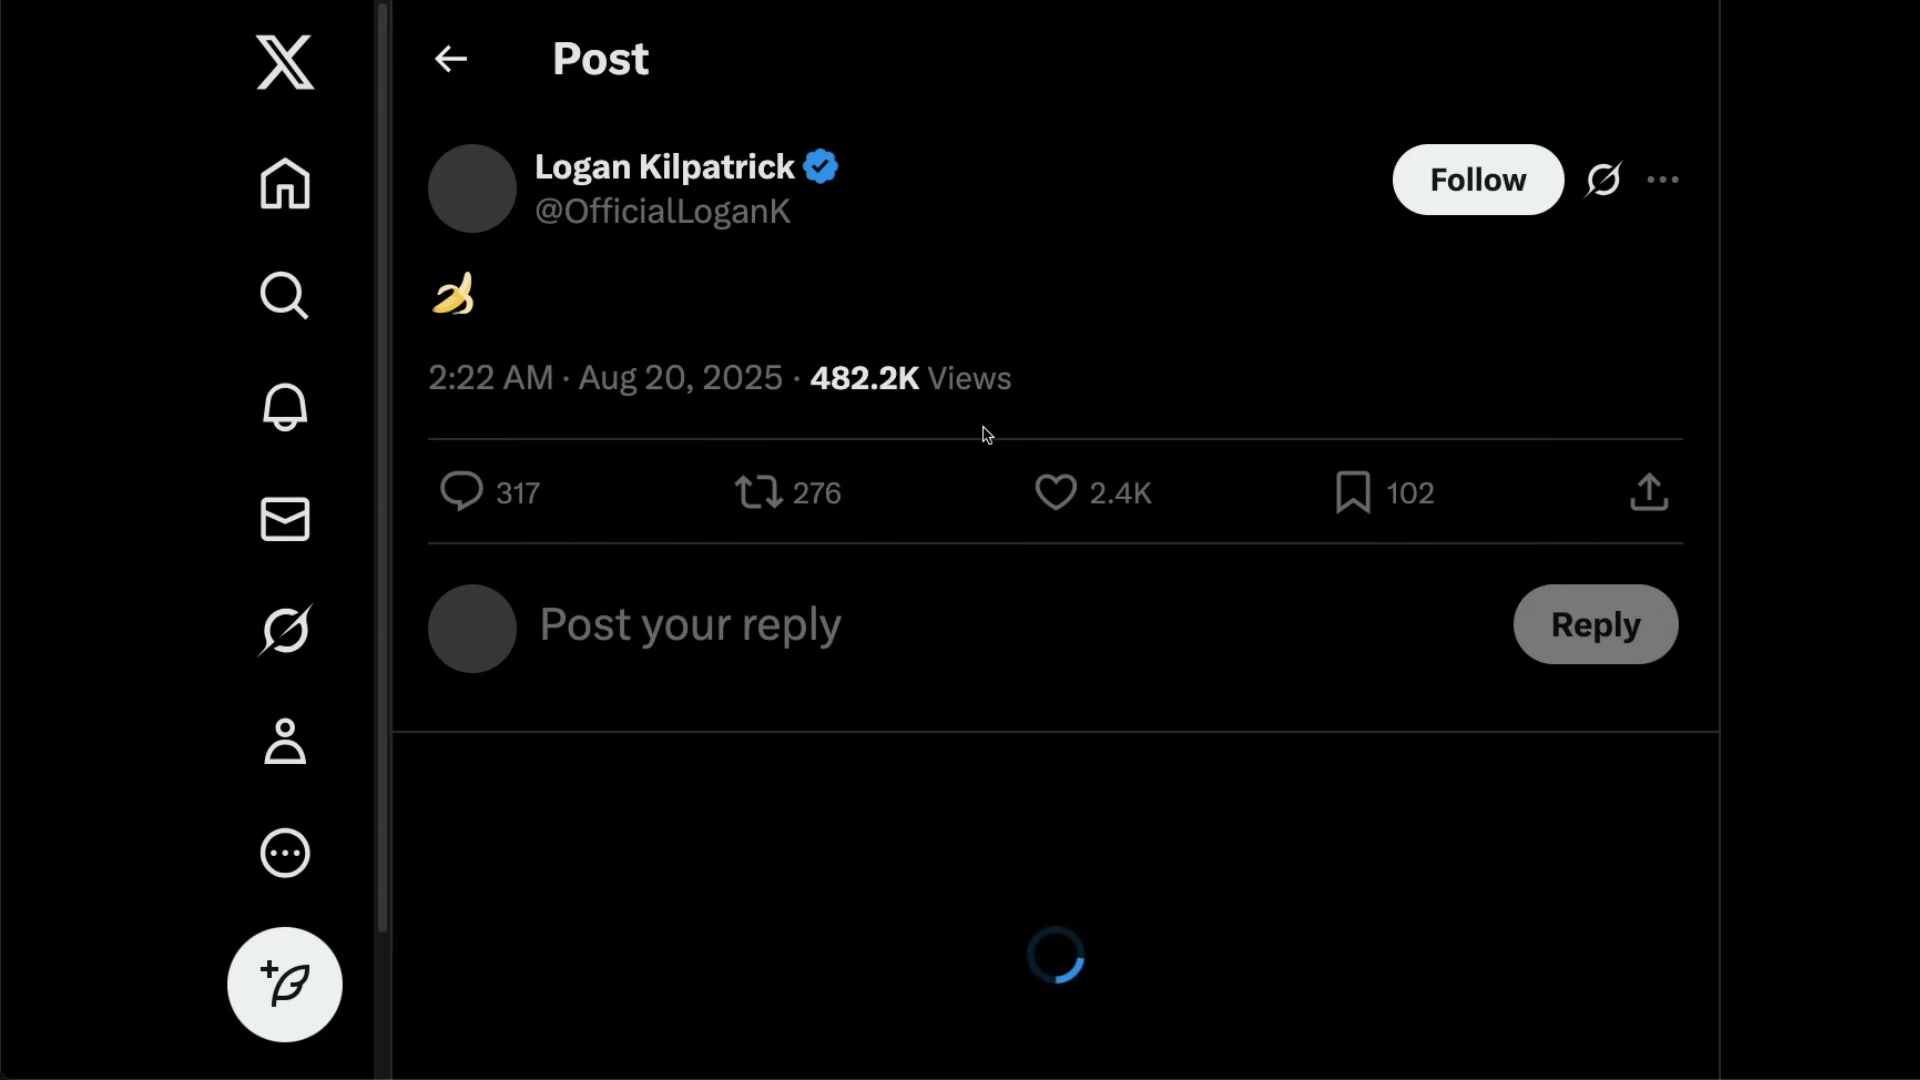 Post
Logan Kilpatrick
@OfficialLoganK
Follow
🍌
2:22 AM · Aug 20, 2025 · 482.2K Views
317 276 2.4K 102
Post your reply
Reply